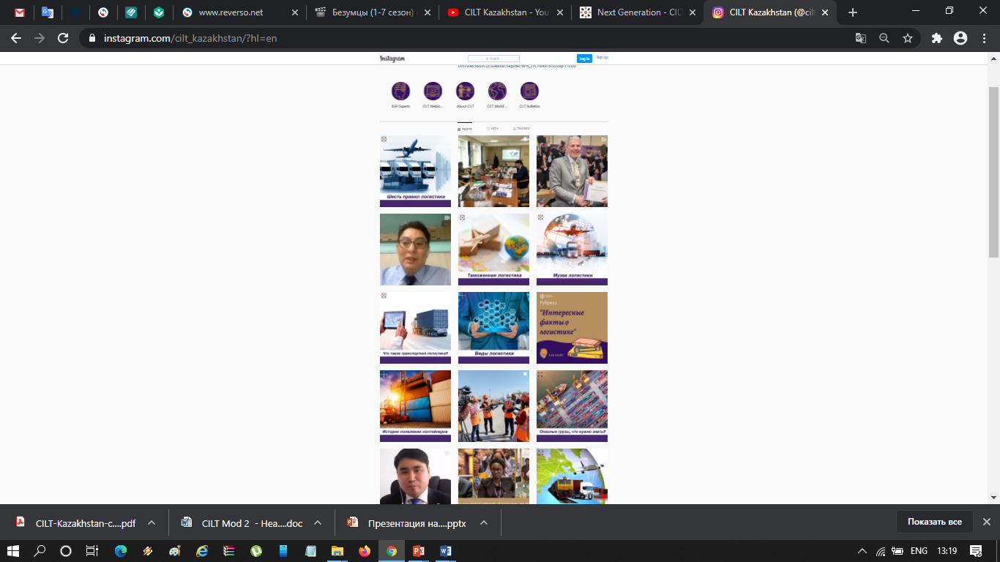 www.reverso.net
Безумцы (1-7 сезон)
CILT Kazakhstan - You
Next Generation - CIL
CILT Kazakhstan (@cilt
instagram.com/cilt_kazakhstan/?hl=en
Instagram
Search
Log In
Sign Up
BSP Experts
CILT Webin...
About CILT
CILT World ...
CILT Bulletins
POSTS
IGTV
TAGGED
Шесть правил логистики
Таможенная логистика
Музеи логистики
Что такое транспортная логистика?
Виды логистики
Рубрика
"Интересные
факты о
логистике"
История появления контейнеров
Опасные грузы, что нужно знать?
CILT-Kazakhstan-c....pdf
CILT Mod 2 - Hea....doc
Презентация на....pptx
Показать все
ENG
13:19